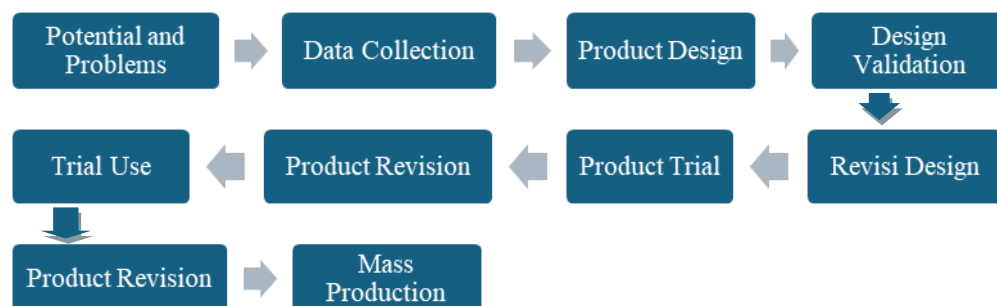 Potential and
Problems
Data Collection
Product Design
Design
Validation
Revisi Design
Product Trial
Product Revision
Trial Use
Product Revision
Mass
Production